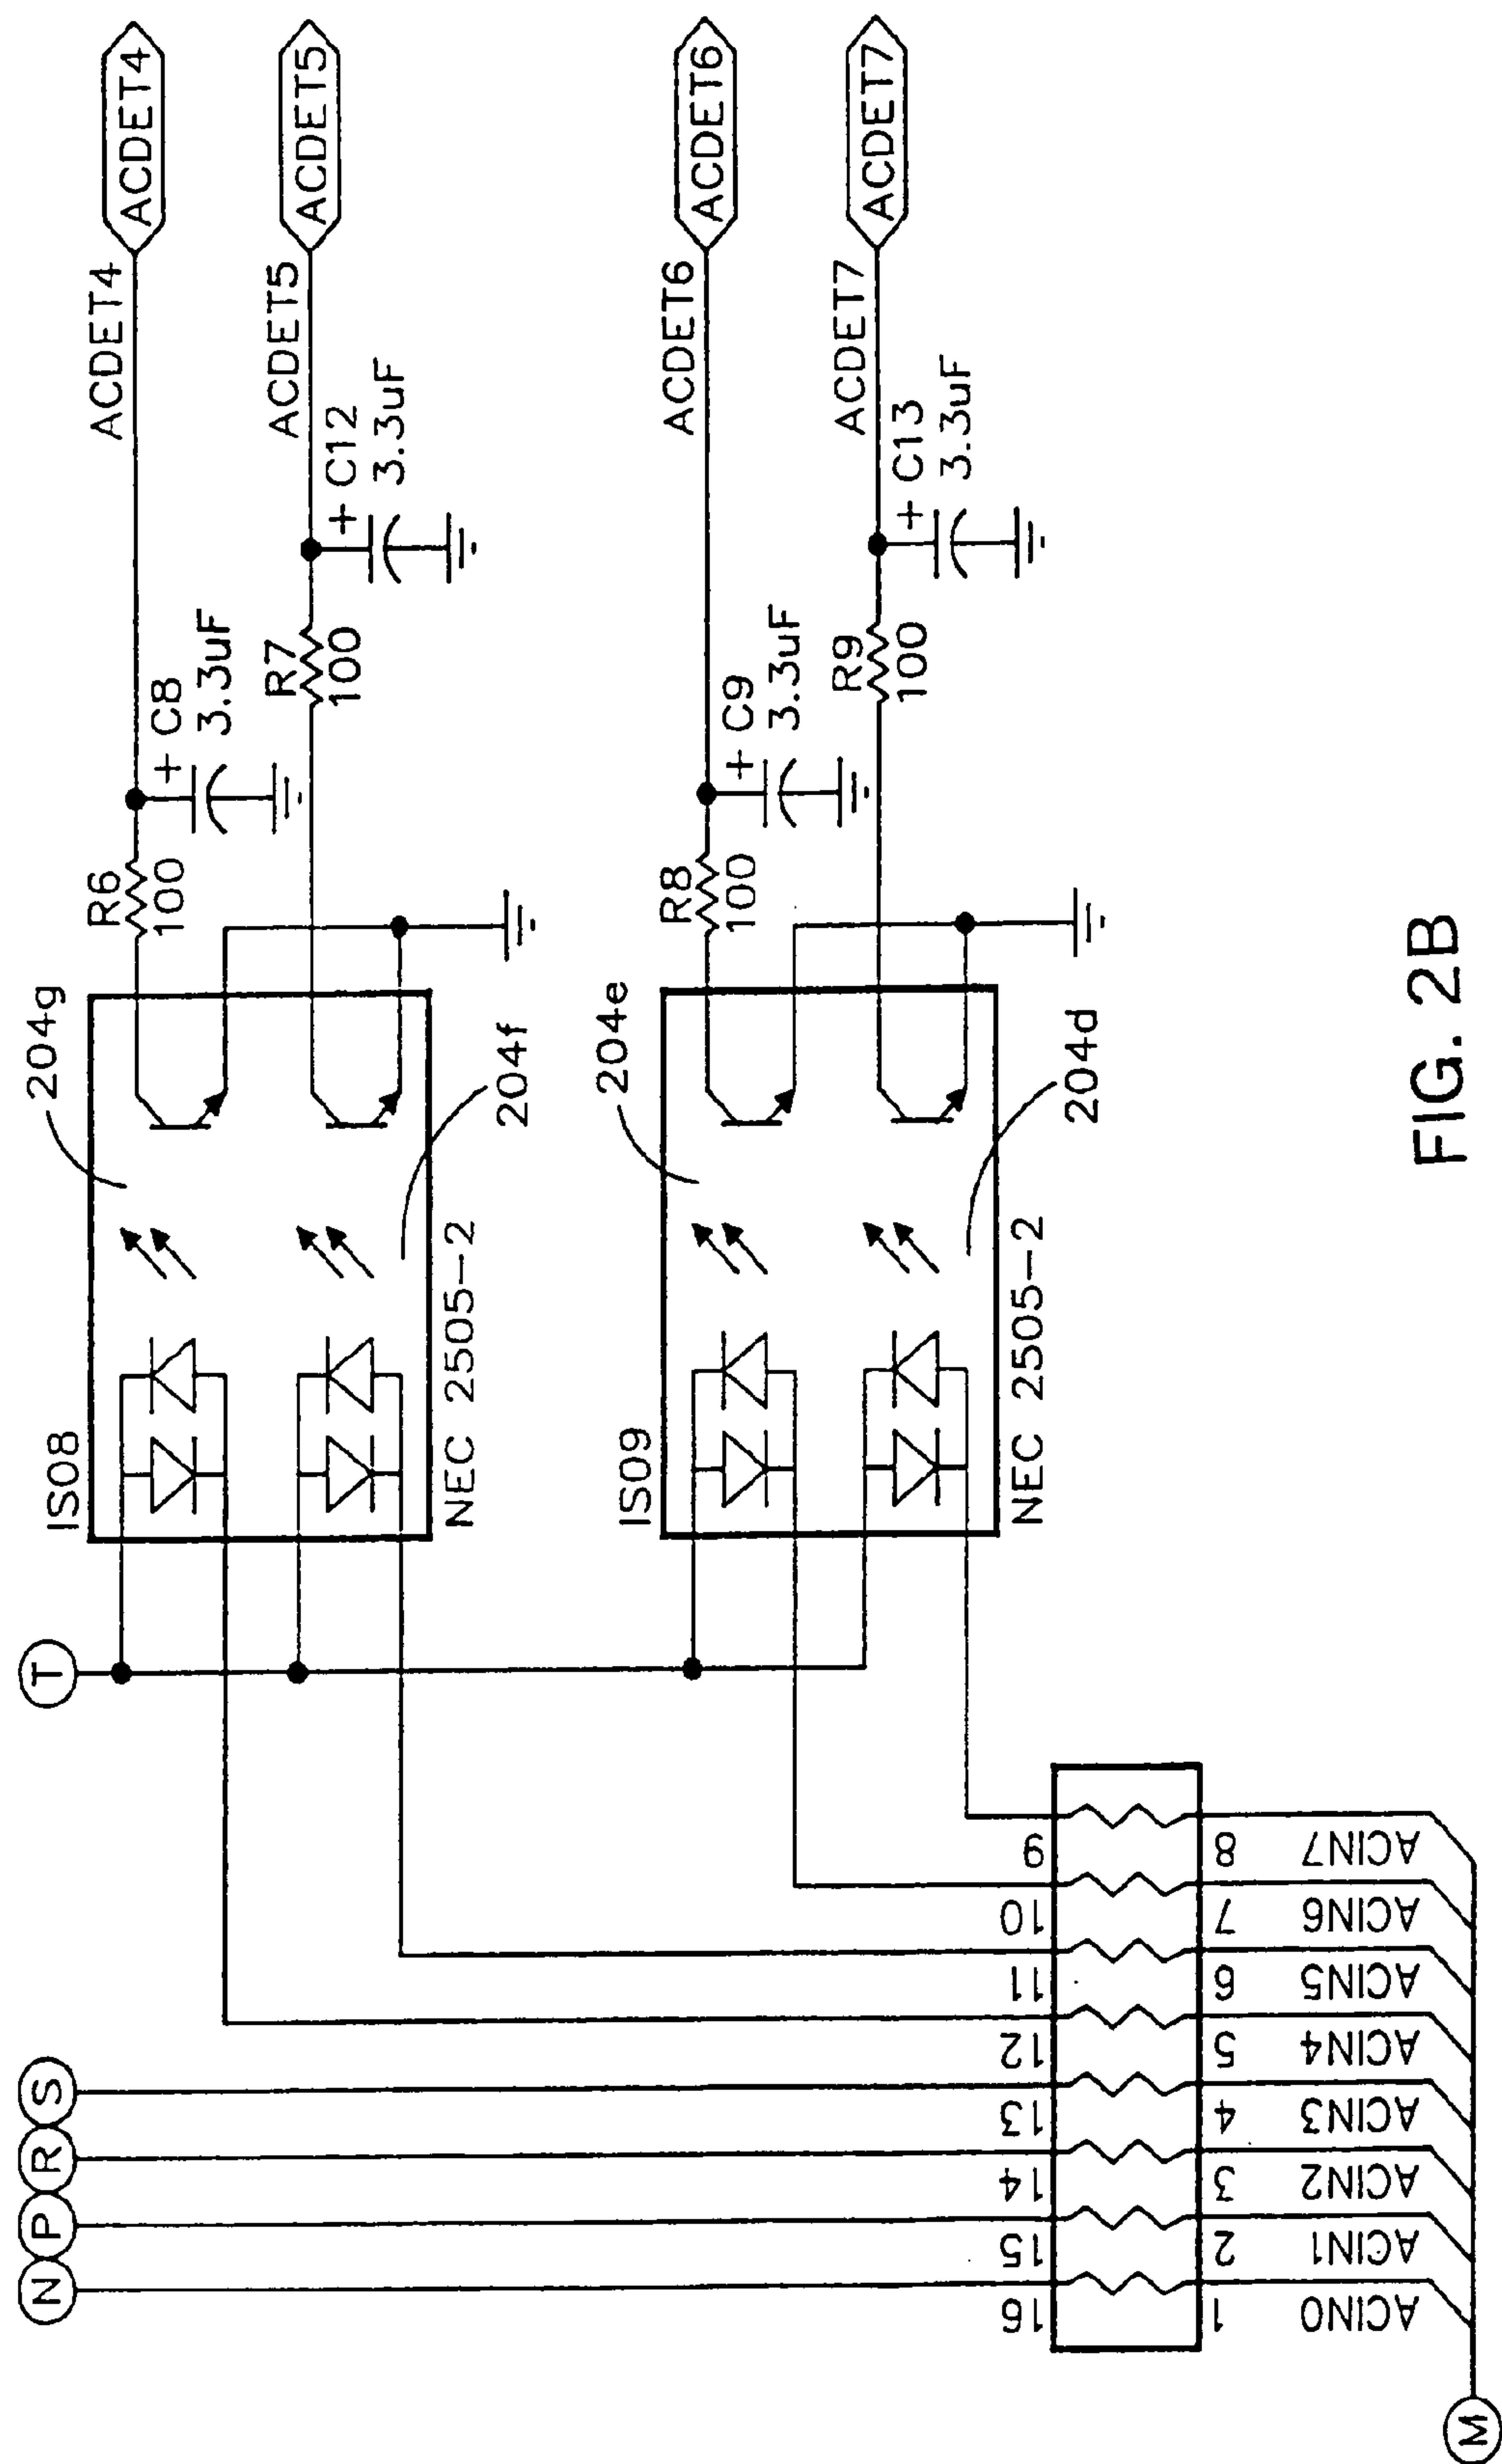 T
N
P
R
S
M
IS08
204g
R6
100
+ C8
3.3uF
ACDET4
ACDET4
R7
100
+ C12
3.3uF
ACDET5
ACDET5
NEC 2505-2
204f
IS09
204e
R8
100
+ C9
3.3uF
ACDET6
ACDET6
R9
100
+ C13
3.3uF
ACDET7
ACDET7
NEC 2505-2
204d
16
15
14
13
12
11
10
9
1
2
3
4
5
6
7
8
ACIN0
ACIN1
ACIN2
ACIN3
ACIN4
ACIN5
ACIN6
ACIN7
FIG. 2B